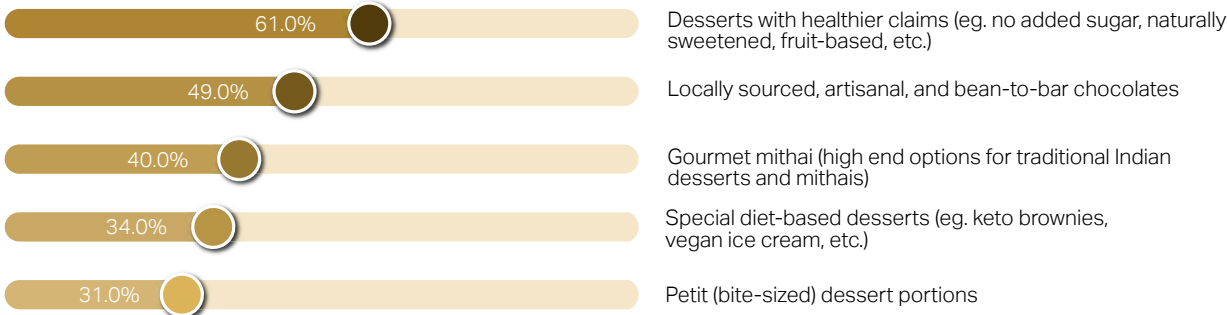 61.0%
Desserts with healthier claims (eg. no added sugar, naturally
sweetened, fruit-based, etc.)
49.0%
Locally sourced, artisanal, and bean-to-bar chocolates
40.0%
Gourmet mithai (high end options for traditional Indian
desserts and mithais)
34.0%
Special diet-based desserts (eg. keto brownies,
vegan ice cream, etc.)
31.0%
Petit (bite-sized) dessert portions